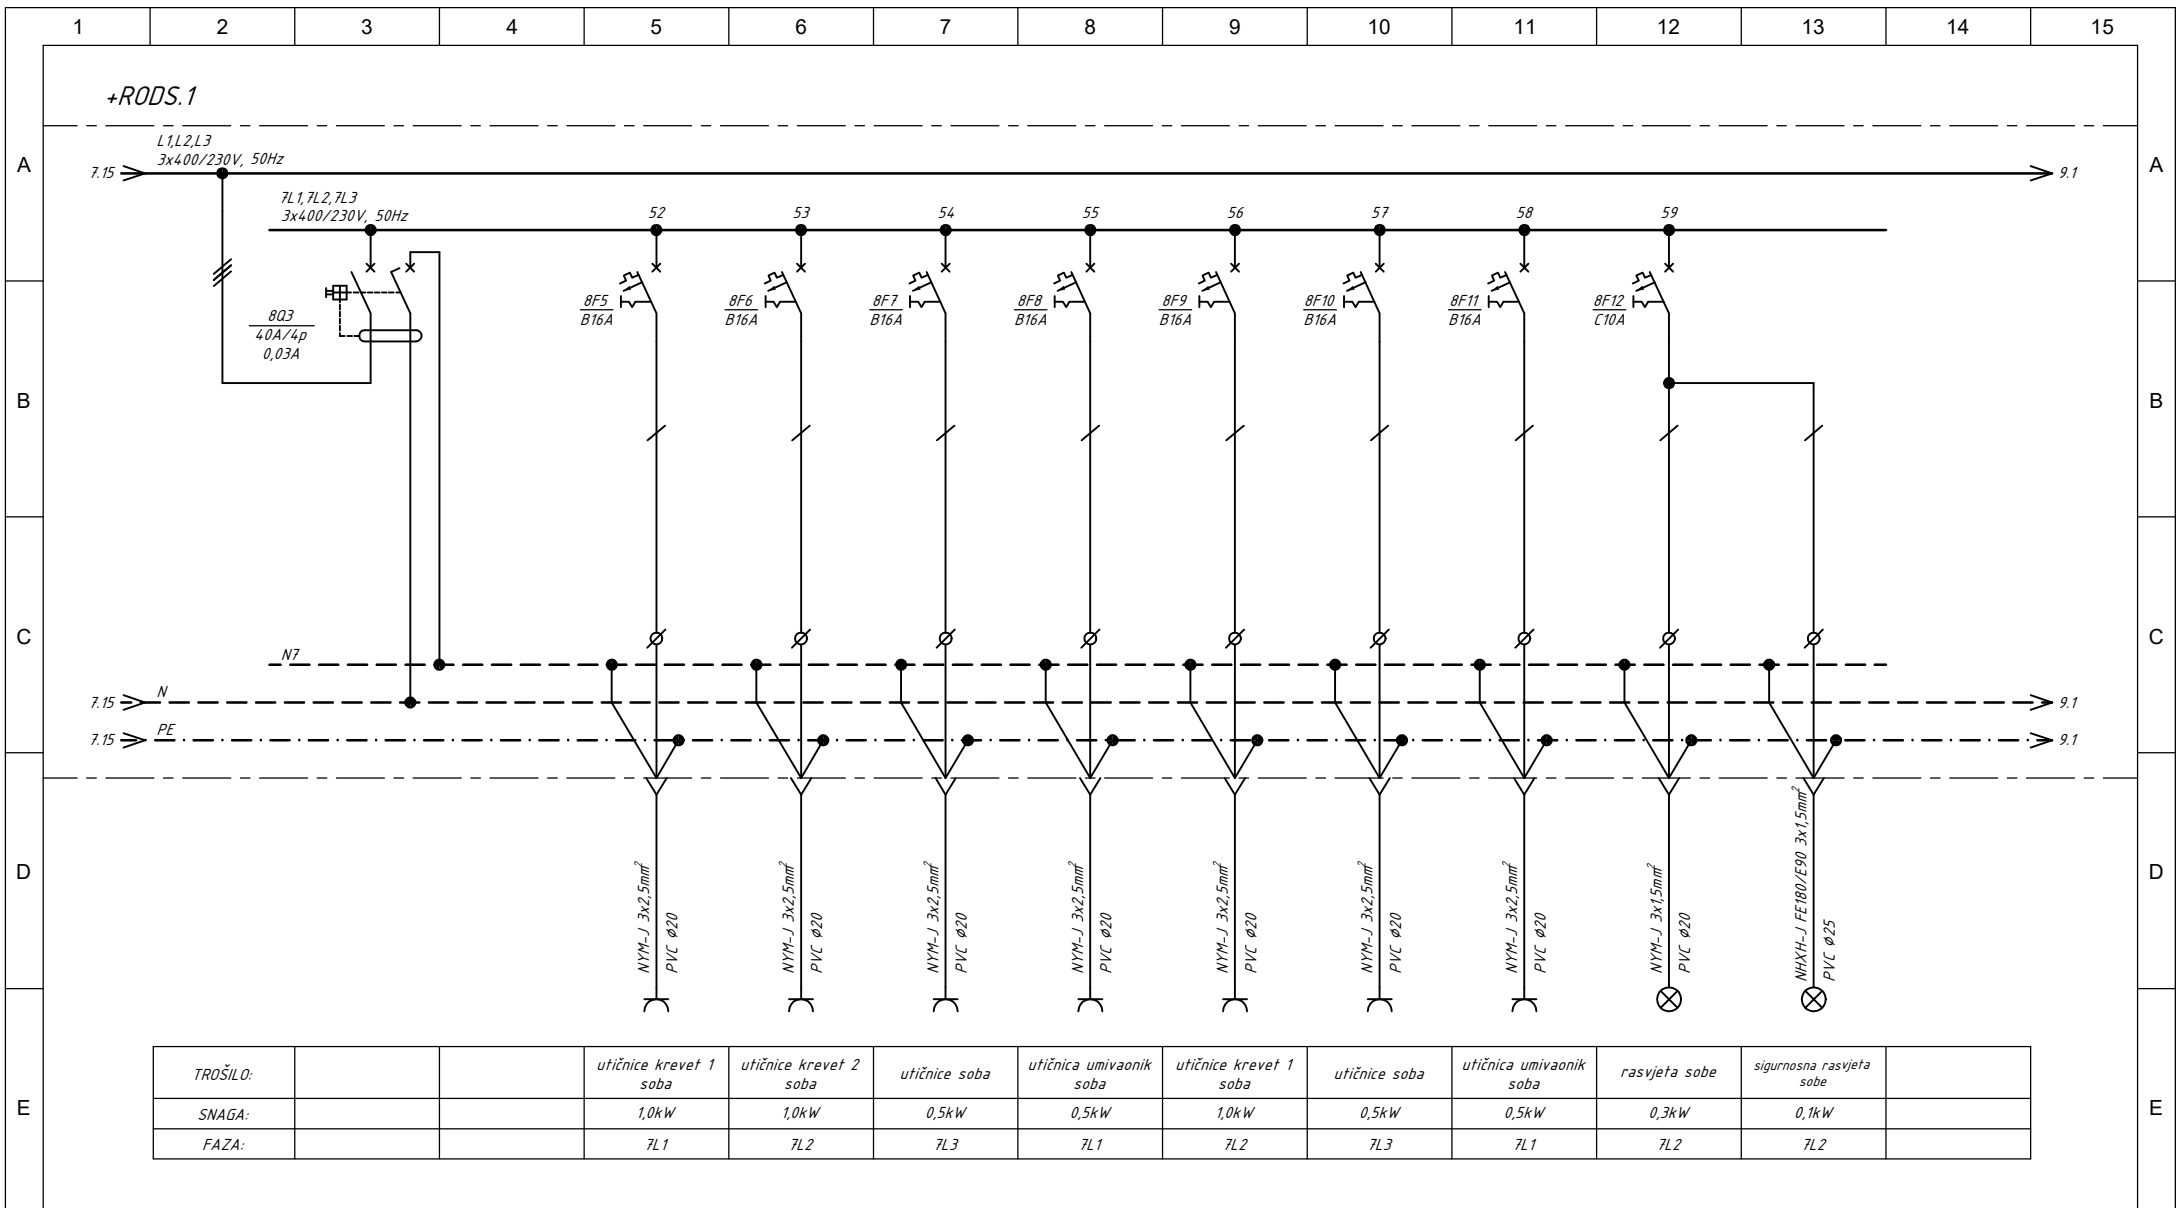 1 2 3 4 5 6 7 8 9 10 11 12 13 14 15
+RODS.1
A A
L1,L2,L3
3x400/230V, 50Hz
7.15 9.1
7L1,7L2,7L3
3x400/230V, 50Hz
52 53 54 55 56 57 58 59
8Q3
40A/4p
0,03A
8F5 8F6 8F7 8F8 8F9 8F10 8F11 8F12
B16A B16A B16A B16A B16A B16A B16A C10A
B B
C C
N7
7.15 N 9.1
7.15 PE 9.1
D D
NYM-J 3x2,5mm²
PVC ø20
NYM-J 3x2,5mm²
PVC ø20
NYM-J 3x2,5mm²
PVC ø20
NYM-J 3x2,5mm²
PVC ø20
NYM-J 3x2,5mm²
PVC ø20
NYM-J 3x2,5mm²
PVC ø20
NYM-J 3x2,5mm²
PVC ø20
NYM-J 3x1,5mm²
PVC ø20
NHXH-J FE180/E90 3x1,5mm²
PVC ø25
E E
TROŠILO:
utičnice krevet 1
soba
utičnice krevet 2
soba
utičnice soba
utičnica umivaonik
soba
utičnice krevet 1
soba
utičnice soba
utičnica umivaonik
soba
rasvjeta sobe
sigurnosna rasvjeta
sobe
SNAGA: 1,0kW 1,0kW 0,5kW 0,5kW 1,0kW 0,5kW 0,5kW 0,3kW 0,1kW
FAZA: 7L1 7L2 7L3 7L1 7L2 7L3 7L1 7L2 7L2